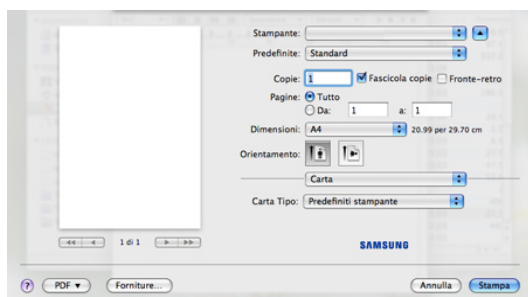 Stampante:
Predefinite: Standard
Copie: 1 Fascicola copie Fronte-retro
Pagine: Tutto
Da: 1 a: 1
Dimensioni: A4 20.99 per 29.70 cm
Orientamento:
Carta
Carta Tipo: Predefiniti stampante
1 di 1
SAMSUNG
? PDF Forniture... Annulla Stampa